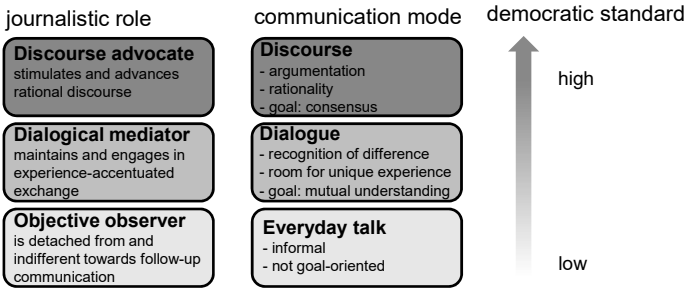 journalistic role
communication mode
democratic standard
Discourse advocate
stimulates and advances
rational discourse
Discourse
- argumentation
- rationality
- goal: consensus
high
Dialogical mediator
maintains and engages in
experience-accentuated
exchange
Dialogue
- recognition of difference
- room for unique experience
- goal: mutual understanding
Objective observer
is detached from and
indifferent towards follow-up
communication
Everyday talk
- informal
- not goal-oriented
low